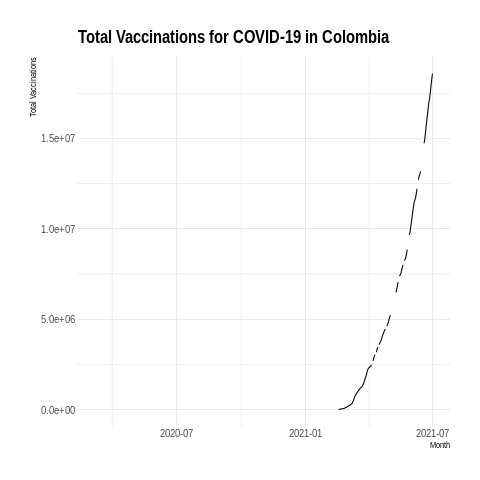 Total Vaccinations for COVID-19 in Colombia
Total Vaccinations
1.5e+07
1.0e+07
5.0e+06
0.0e+00
2020-07
2021-01
2021-07
Month